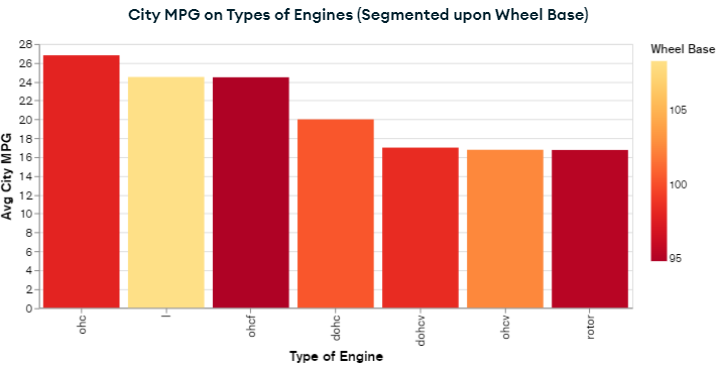 City MPG on Types of Engines (Segmented upon Wheel Base)
Wheel Base
105
100
95
Avg City MPG
28
26
24
22
20
18
16
14
12
10
8
6
4
2
0
ohc
l
ohcf
dohc
dohcv
ohcv
rotor
Type of Engine